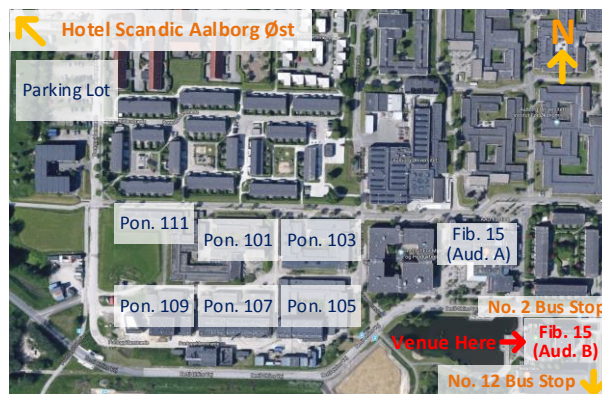 Hotel Scandic Aalborg Øst
N
Parking Lot
Pon. 111
Pon. 101
Pon. 103
Fib. 15
(Aud. A)
Pon. 109
Pon. 107
Pon. 105
No. 2 Bus Stop
Venue Here
Fib. 15
(Aud. B)
No. 12 Bus Stop